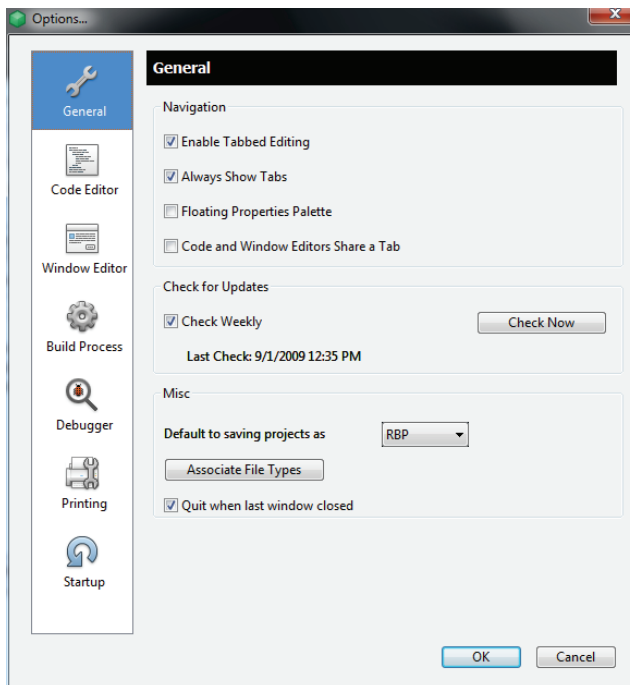 Options...
General
Code Editor
Window Editor
Build Process
Debugger
Printing
Startup
General
Navigation
Enable Tabbed Editing
Always Show Tabs
Floating Properties Palette
Code and Window Editors Share a Tab
Check for Updates
Check Weekly
Check Now
Last Check: 9/1/2009 12:35 PM
Misc
Default to saving projects as
RBP
Associate File Types
Quit when last window closed
OK
Cancel